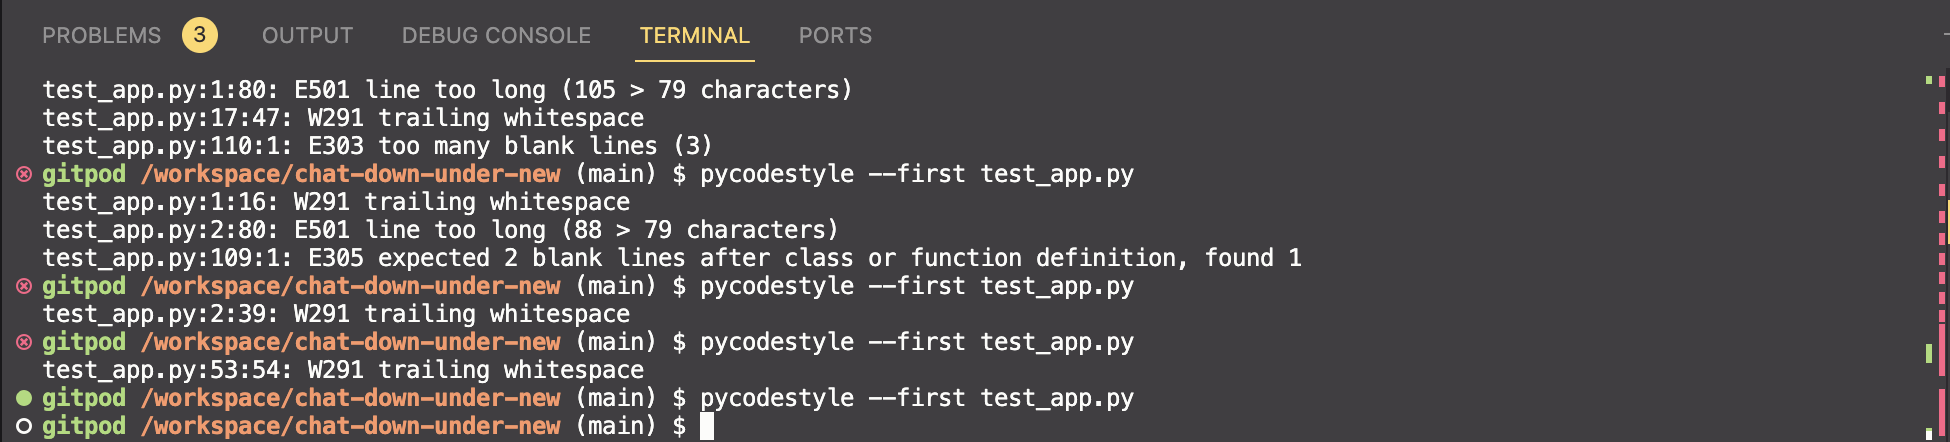 PROBLEMS 3 OUTPUT DEBUG CONSOLE TERMINAL PORTS
test_app.py:1:80: E501 line too long (105 > 79 characters)
test_app.py:17:47: W291 trailing whitespace
test_app.py:110:1: E303 too many blank lines (3)
gitpod /workspace/chat-down-under-new (main) $ pycodestyle --first test_app.py
test_app.py:1:16: W291 trailing whitespace
test_app.py:2:80: E501 line too long (88 > 79 characters)
test_app.py:109:1: E305 expected 2 blank lines after class or function definition, found 1
gitpod /workspace/chat-down-under-new (main) $ pycodestyle --first test_app.py
test_app.py:2:39: W291 trailing whitespace
gitpod /workspace/chat-down-under-new (main) $ pycodestyle --first test_app.py
test_app.py:53:54: W291 trailing whitespace
gitpod /workspace/chat-down-under-new (main) $ pycodestyle --first test_app.py
gitpod /workspace/chat-down-under-new (main) $